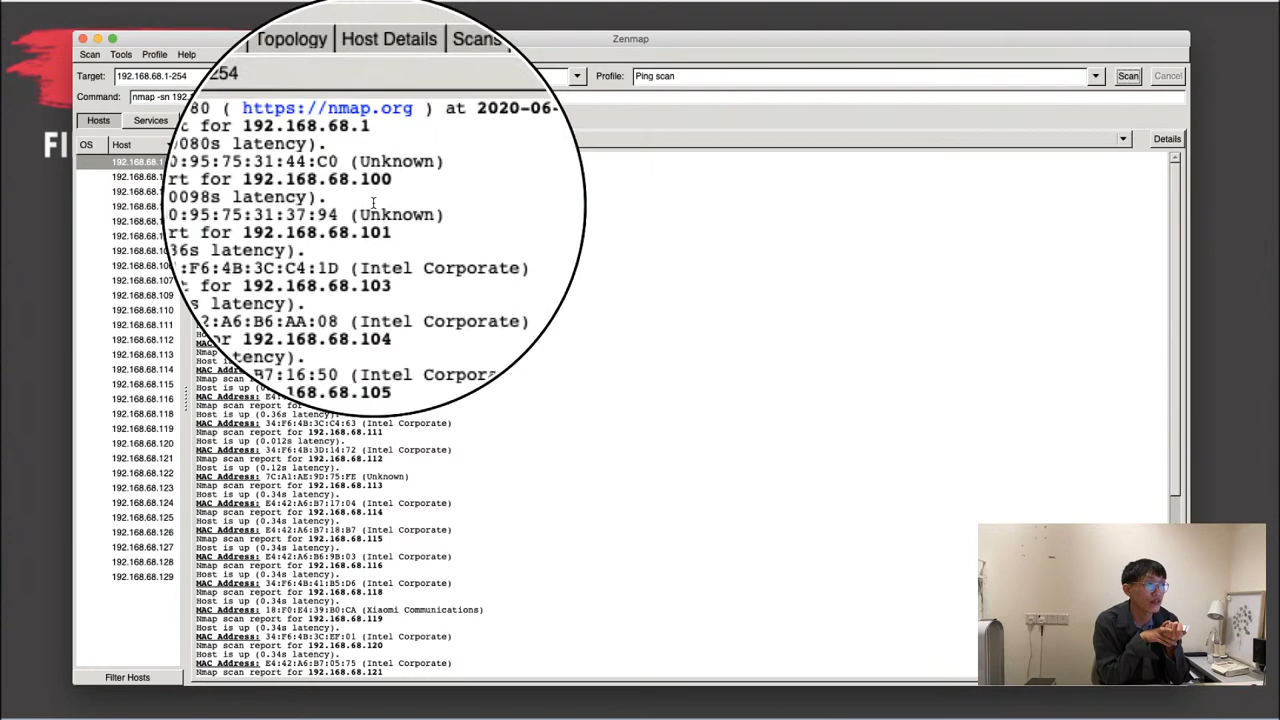 Zenmap
Scan Tools Profile Help
Target: 192.168.68.1-254 Profile: Ping scan Scan Cancel
Command: nmap -sn 192.
Hosts Services
OS Host
Details
Topology Host Details Scans
254
80 ( https://nmap.org ) at 2020-06-
t for 192.168.68.1
0080s latency).
0:95:75:31:44:C0 (Unknown)
rt for 192.168.68.100
0098s latency).
0:95:75:31:37:94 (Unknown)
rt for 192.168.68.101
36s latency).
:F6:4B:3C:C4:1D (Intel Corporate)
t for 192.168.68.103
s latency).
2:A6:B6:AA:08 (Intel Corporate)
or 192.168.68.104
tency).
B7:16:50 (Intel Corpora
168.68.105
192.168.68.109
192.168.68.110
192.168.68.111
192.168.68.112
192.168.68.113
192.168.68.114
192.168.68.115
192.168.68.116
192.168.68.118
192.168.68.119
192.168.68.120
192.168.68.121
192.168.68.122
192.168.68.123
192.168.68.124
192.168.68.125
192.168.68.126
192.168.68.127
192.168.68.128
192.168.68.129
Nmap scan report for
Host is up (0.36s latency).
MAC Address: 34:F6:4B:3C:C4:63 (Intel Corporate)
Nmap scan report for 192.168.68.111
Host is up (0.012s latency).
MAC Address: 34:F6:4B:3D:14:72 (Intel Corporate)
Nmap scan report for 192.168.68.112
Host is up (0.12s latency).
MAC Address: 7C:A1:AE:9D:75:FE (Unknown)
Nmap scan report for 192.168.68.113
Host is up (0.34s latency).
MAC Address: E4:42:A6:B7:17:04 (Intel Corporate)
Nmap scan report for 192.168.68.114
Host is up (0.34s latency).
MAC Address: E4:42:A6:B7:18:B7 (Intel Corporate)
Nmap scan report for 192.168.68.115
Host is up (0.34s latency).
MAC Address: E4:42:A6:B6:9B:03 (Intel Corporate)
Nmap scan report for 192.168.68.116
Host is up (0.34s latency).
MAC Address: 34:F6:4B:41:B5:D6 (Intel Corporate)
Nmap scan report for 192.168.68.118
Host is up (0.34s latency).
MAC Address: 18:F0:E4:39:B0:CA (Xiaomi Communications)
Nmap scan report for 192.168.68.119
Host is up (0.34s latency).
MAC Address: 34:F6:4B:3C:EF:01 (Intel Corporate)
Nmap scan report for 192.168.68.120
Host is up (0.34s latency).
MAC Address: E4:42:A6:B7:05:75 (Intel Corporate)
Nmap scan report for 192.168.68.121
Filter Hosts
FI